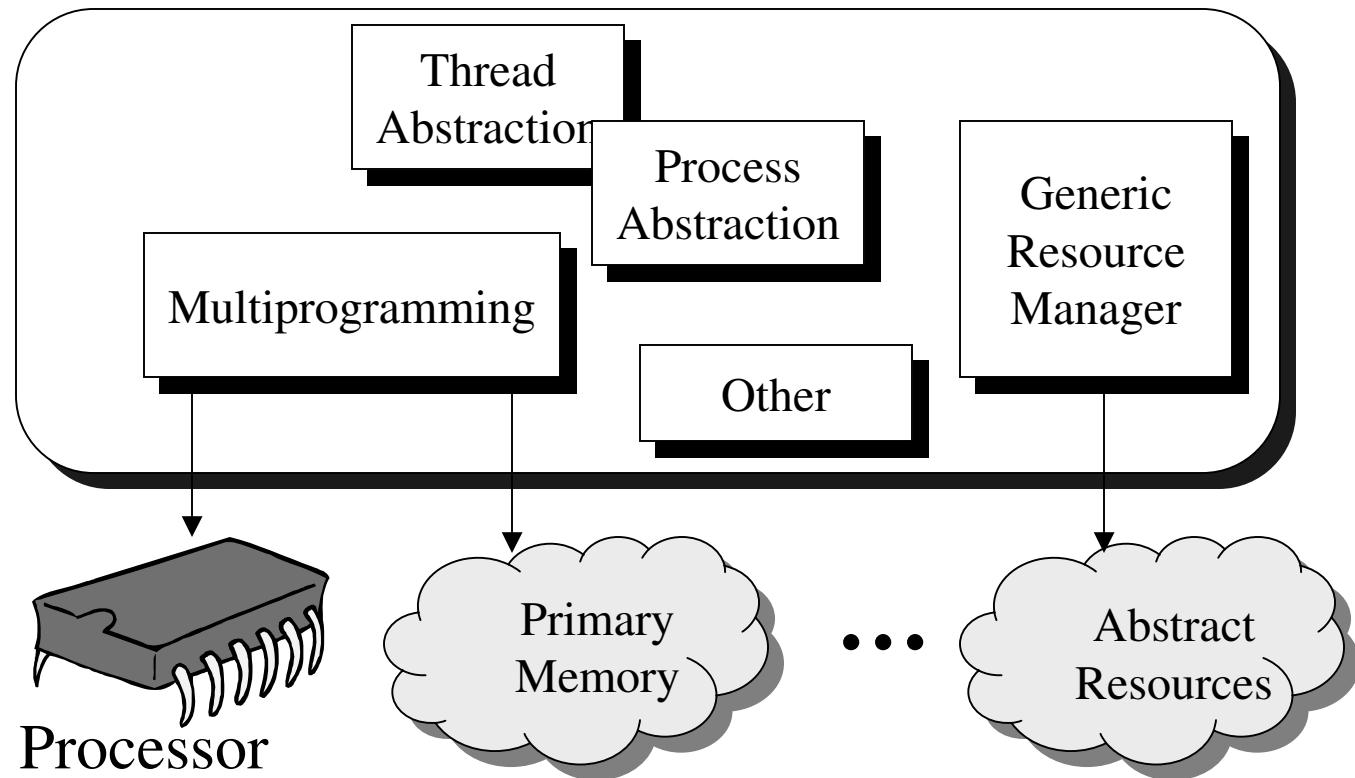 Thread
Abstraction
Process
Abstraction
Generic
Resource
Manager
Multiprogramming
Other
Primary
Memory
Abstract
Resources
Processor